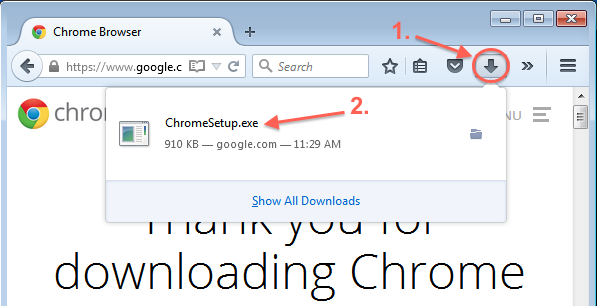 Chrome Browser
1.
https://www.google.c
Search
chrom
NU
2.
ChromeSetup.exe
910 KB — google.com — 11:29 AM
Show All Downloads
Thank you for
downloading Chrome